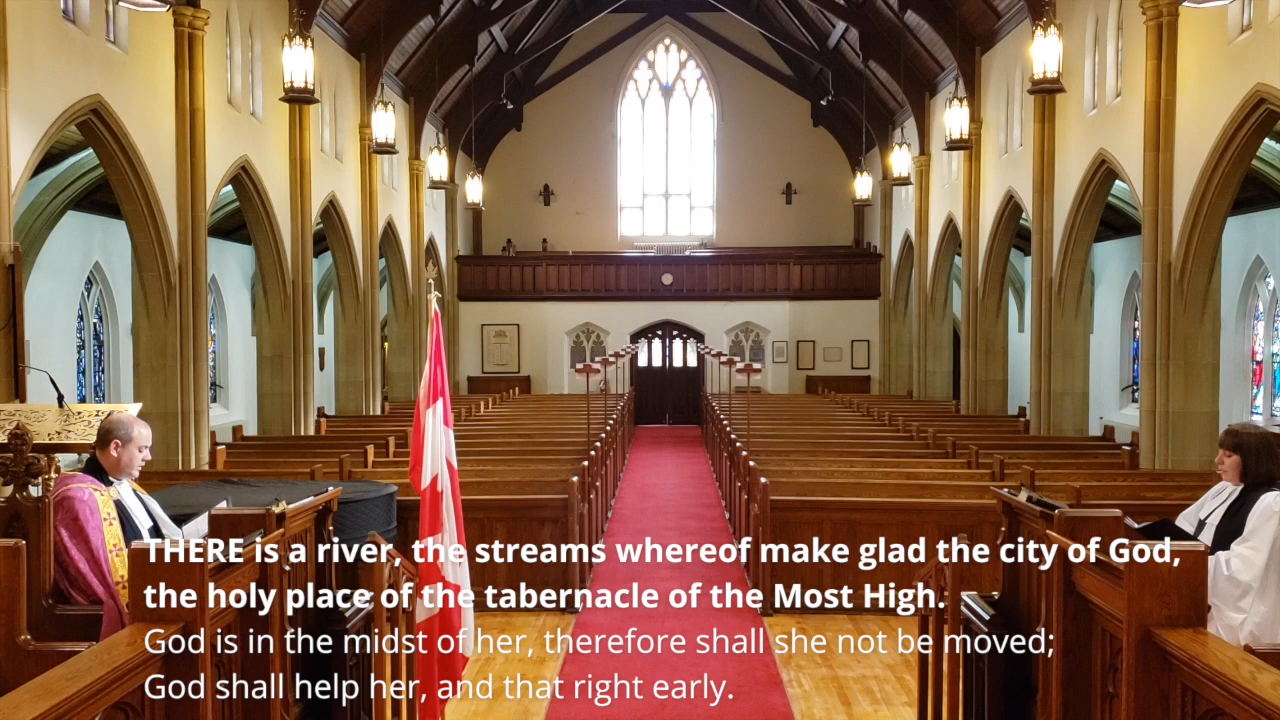 THERE is a river, the streams whereof make glad the city of God,
the holy place of the tabernacle of the Most High.
God is in the midst of her, therefore shall she not be moved;
God shall help her, and that right early.